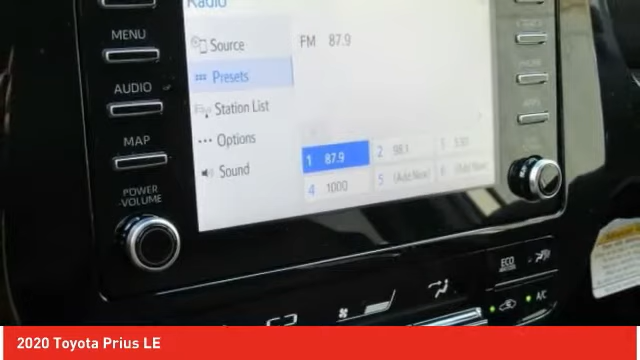 Radio
MENU
Source
FM 87.9
Presets
AUDIO
Station List
MAP
Options
Sound
1 87.9
2 98.1
3
4 1000
5 (Add New)
6 (Add New)
POWER
-VOLUME
ECO
A/C
2020 Toyota Prius LE